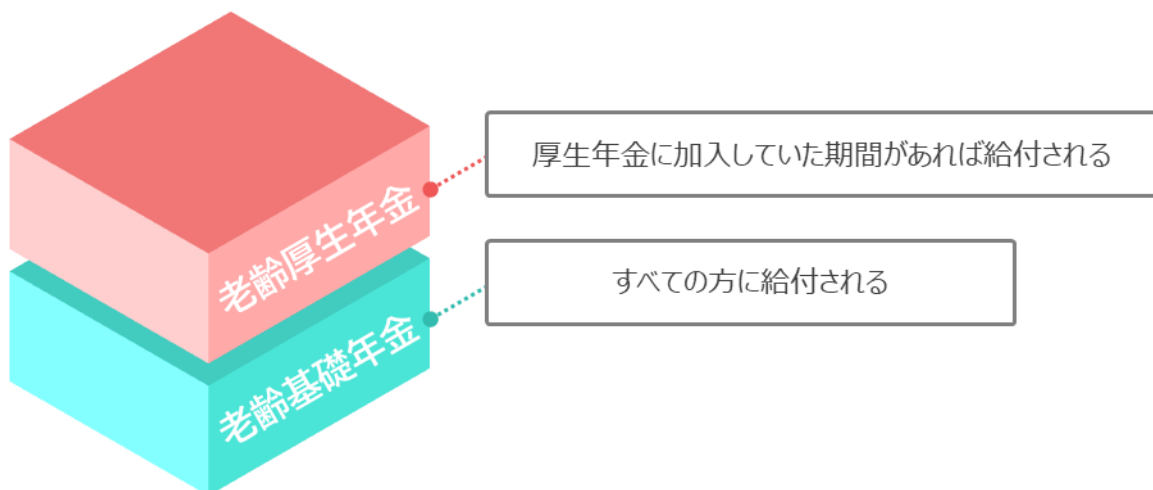 老齢厚生年金
厚生年金に加入していた期間があれば給付される
老齢基礎年金
すべての方に給付される